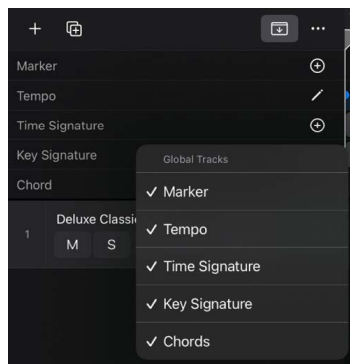 Marker
Tempo
Time Signature
Key Signature
Chord
Global Tracks
✓ Marker
✓ Tempo
✓ Time Signature
✓ Key Signature
✓ Chords
1
Deluxe Classi
M S